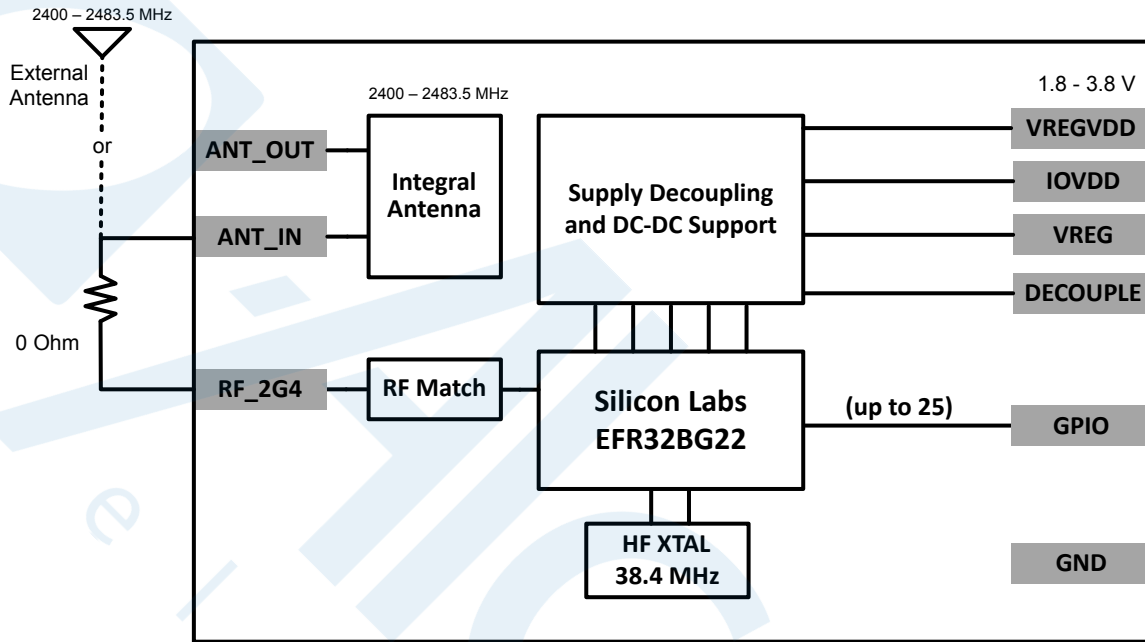 2400 – 2483.5 MHz
External
Antenna
or
0 Ohm
2400 – 2483.5 MHz
ANT_OUT
ANT_IN
Integral
Antenna
RF_2G4
RF Match
Supply Decoupling
and DC-DC Support
Silicon Labs
EFR32BG22
HF XTAL
38.4 MHz
(up to 25)
1.8 - 3.8 V
VREGVDD
IOVDD
VREG
DECOUPLE
GPIO
GND